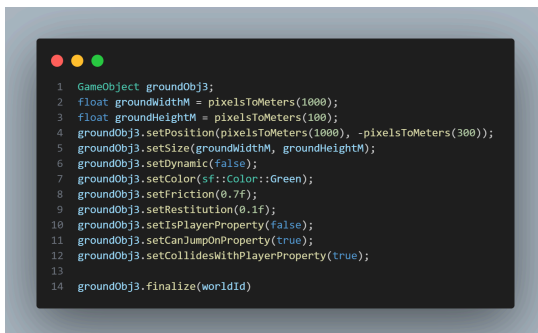 1 GameObject groundObj3;
2 float groundWidthM = pixelsToMeters(1000);
3 float groundHeightM = pixelsToMeters(100);
4 groundObj3.setPosition(pixelsToMeters(1000), -pixelsToMeters(300));
5 groundObj3.setSize(groundWidthM, groundHeightM);
6 groundObj3.setDynamic(false);
7 groundObj3.setColor(sf::Color::Green);
8 groundObj3.setFriction(0.7f);
9 groundObj3.setRestitution(0.1f);
10 groundObj3.setIsPlayerProperty(false);
11 groundObj3.setCanJumpOnProperty(true);
12 groundObj3.setCollidesWithPlayerProperty(true);
13
14 groundObj3.finalize(worldId)